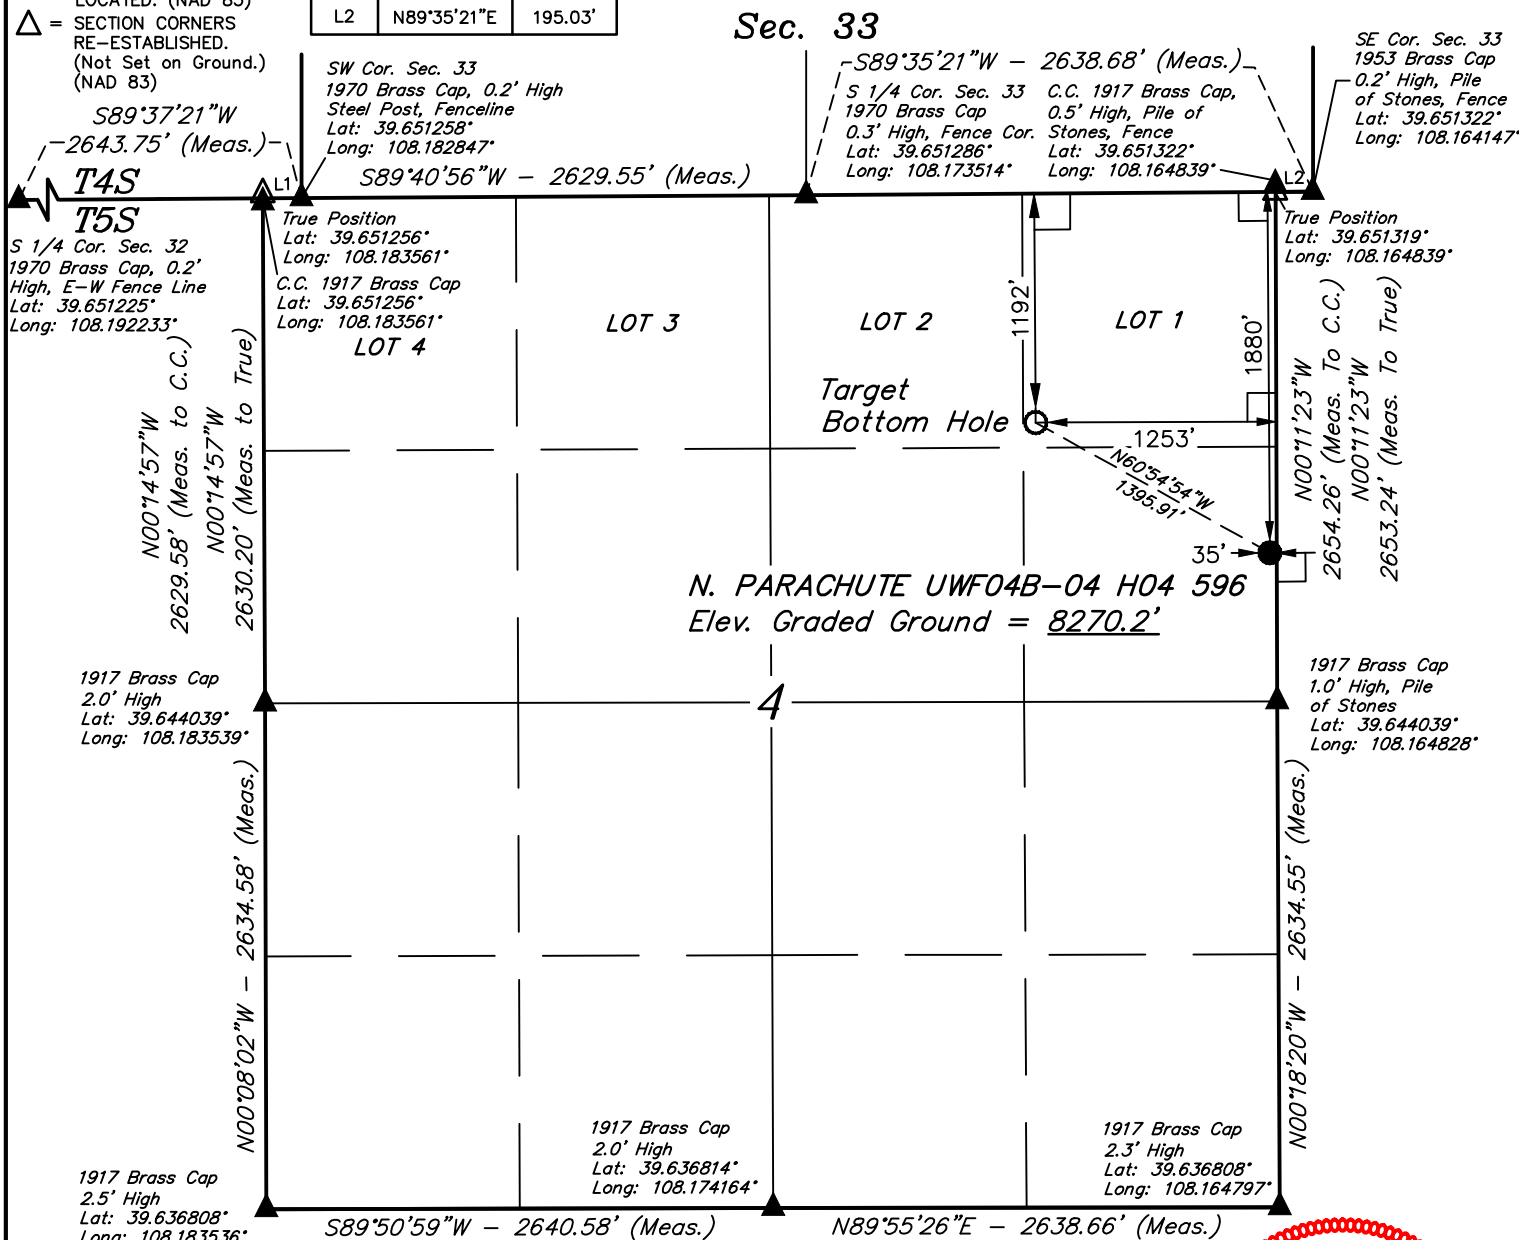 LOCATED. (NAD 83)
△ = SECTION CORNERS
RE-ESTABLISHED.
(Not Set on Ground.)
(NAD 83)
L2 N89°35'21"E 195.03'
Sec. 33
S89°37'21"W
2643.75' (Meas.)
SW Cor. Sec. 33
1970 Brass Cap, 0.2' High
Steel Post, Fenceline
Lat: 39.651258°
Long: 108.182847°
S89°35'21"W - 2638.68' (Meas.)
S 1/4 Cor. Sec. 33
1970 Brass Cap
0.3' High, Fence Cor.
Lat: 39.651286°
Long: 108.173514°
C.C. 1917 Brass Cap,
0.5' High, Pile of
Stones, Fence
Lat: 39.651322°
Long: 108.164839°
SE Cor. Sec. 33
1953 Brass Cap
0.2' High, Pile
of Stones, Fence
Lat: 39.651322°
Long: 108.164147°
T4S
T5S
L1
S89°40'56"W - 2629.55' (Meas.)
L2
S 1/4 Cor. Sec. 32
1970 Brass Cap, 0.2'
High, E-W Fence Line
Lat: 39.651225°
Long: 108.192233°
True Position
Lat: 39.651256°
Long: 108.183561°
C.C. 1917 Brass Cap
Lat: 39.651256°
Long: 108.183561°
True Position
Lat: 39.651319°
Long: 108.164839°
LOT 4
LOT 3
LOT 2
LOT 1
1192'
1880'
Target
Bottom Hole
1253'
N60°54'54"W
1395.91'
35'
N00°14'57"W
2629.58' (Meas. to C.C.)
N00°14'57"W
2630.20' (Meas. to True)
N00°11'23"W
2654.26' (Meas. To C.C.)
N00°11'23"W
2653.24' (Meas. To True)
N. PARACHUTE UWF04B-04 H04 596
Elev. Graded Ground = 8270.2'
1917 Brass Cap
2.0' High
Lat: 39.644039°
Long: 108.183539°
4
1917 Brass Cap
1.0' High, Pile
of Stones
Lat: 39.644039°
Long: 108.164828°
N00°08'02"W - 2634.58' (Meas.)
N00°18'20"W - 2634.55' (Meas.)
1917 Brass Cap
2.5' High
Lat: 39.636808°
Long: 108.183536°
1917 Brass Cap
2.0' High
Lat: 39.636814°
Long: 108.174164°
1917 Brass Cap
2.3' High
Lat: 39.636808°
Long: 108.164797°
S89°50'59"W - 2640.58' (Meas.)
N89°55'26"E - 2638.66' (Meas.)